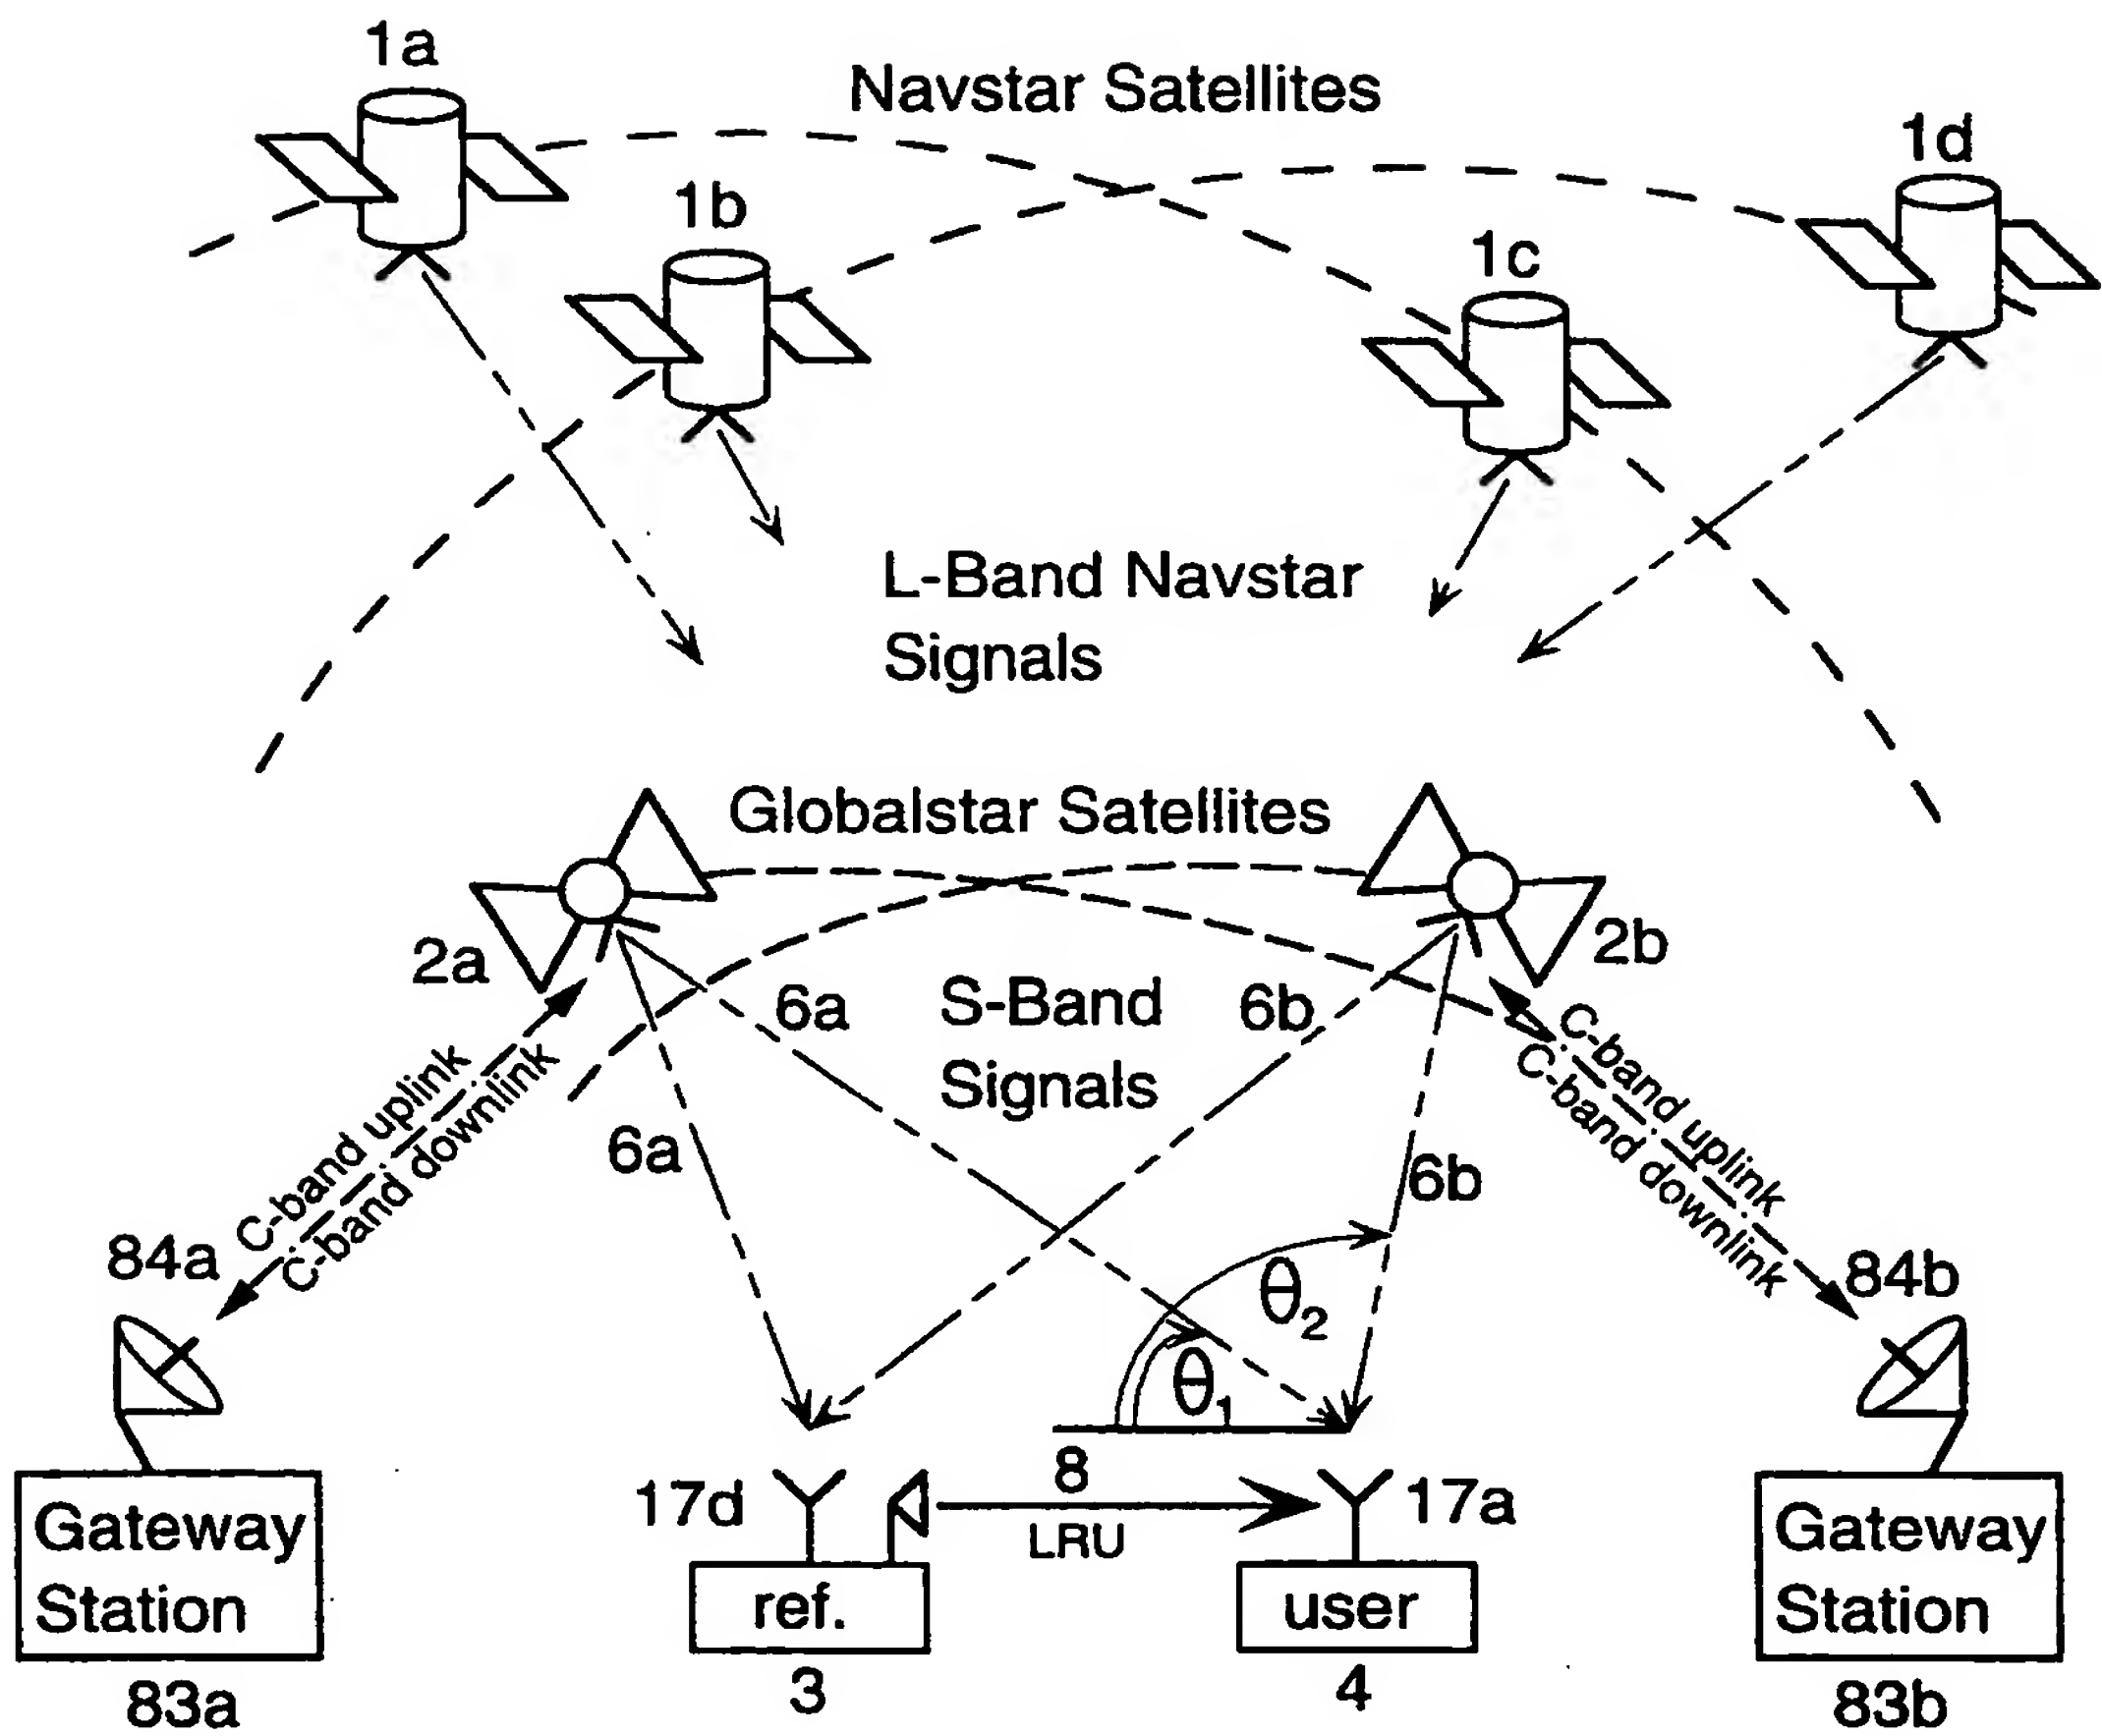 1a
Navstar Satellites
1d
1b
1c
L-Band Navstar
Signals
Globalstar Satellites
2a
2b
6a
S-Band
Signals
6b
C-band uplink
C-band downlink
C-band uplink
C-band downlink
6a
6b
84a
84b
θ2
θ1
8
17d
LRU
17a
Gateway
Station
ref.
user
Gateway
Station
83a
3
4
83b